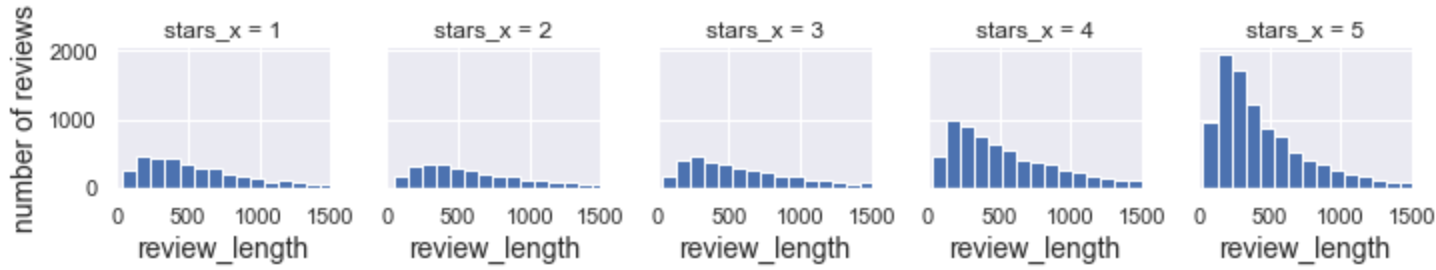 number of reviews
stars_x = 1 stars_x = 2 stars_x = 3 stars_x = 4 stars_x = 5
2000
1000
0
0 500 1000 1500 0 500 1000 1500 0 500 1000 1500 0 500 1000 1500 0 500 1000 1500
review_length review_length review_length review_length review_length